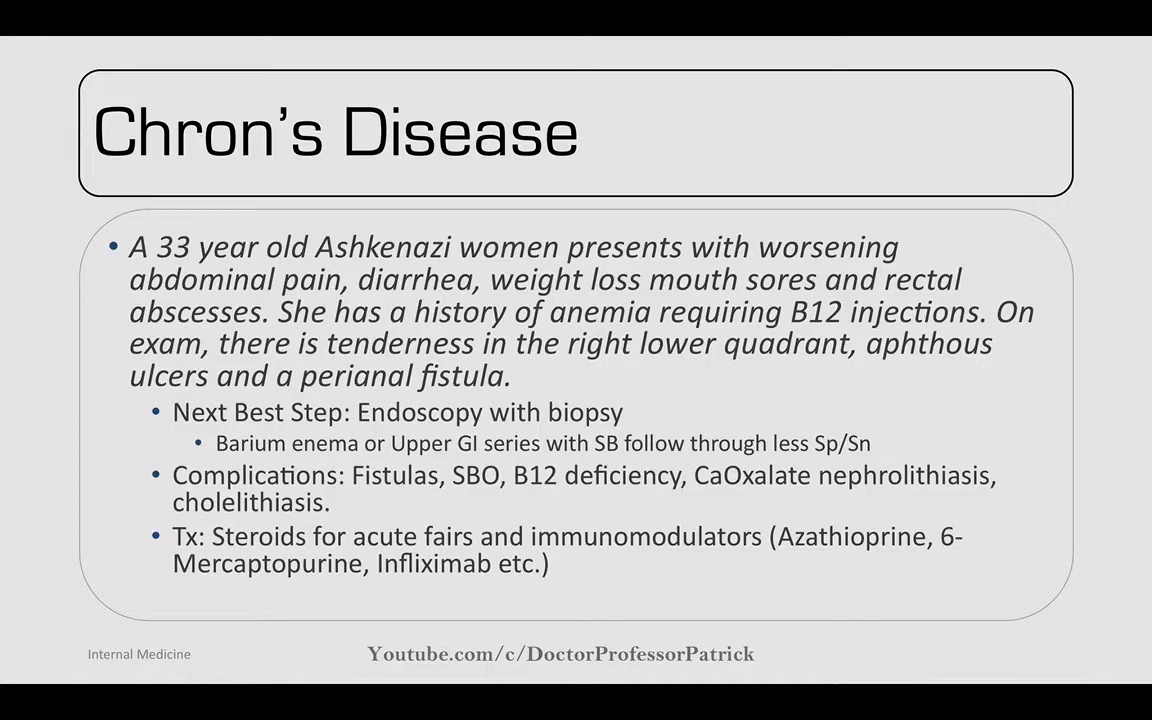 Chron's Disease
• A 33 year old Ashkenazi women presents with worsening
abdominal pain, diarrhea, weight loss mouth sores and rectal
abscesses. She has a history of anemia requiring B12 injections. On
exam, there is tenderness in the right lower quadrant, aphthous
ulcers and a perianal fistula.
• Next Best Step: Endoscopy with biopsy
• Barium enema or Upper GI series with SB follow through less Sp/Sn
• Complications: Fistulas, SBO, B12 deficiency, CaOxalate nephrolithiasis,
cholelithiasis.
• Tx: Steroids for acute fairs and immunomodulators (Azathioprine, 6-
Mercaptopurine, Infliximab etc.)
Internal Medicine
Youtube.com/c/DoctorProfessorPatrick